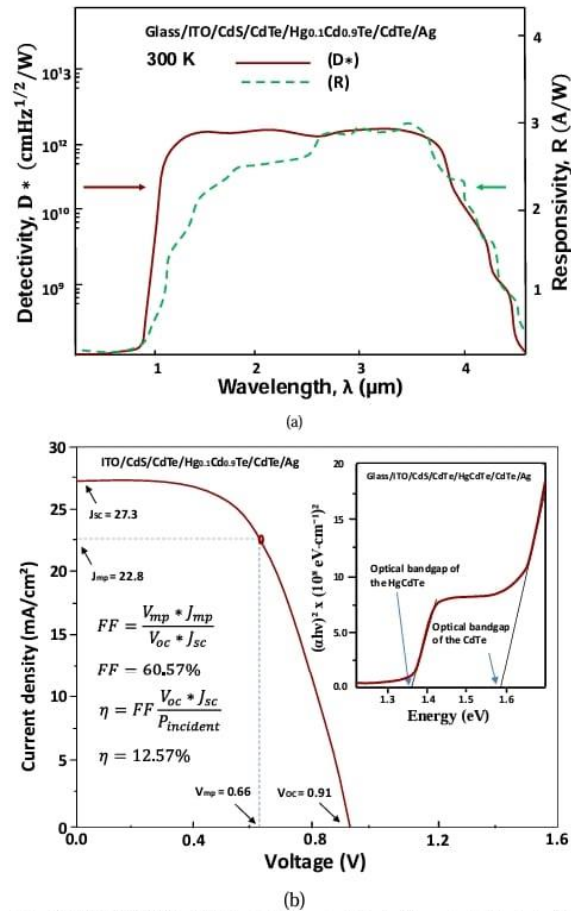 (a)
Glass/ITO/CdS/CdTe/Hg0.1Cd0.9Te/CdTe/Ag
300 K
(D*)
(R)
Detectivity, D * (cmHz^1/2/W)
10^13
10^12
10^10
10^9
Responsivity, R (A/W)
4
3
2
1
1
2
3
4
Wavelength, λ (μm)
(a)
ITO/CdS/CdTe/Hg0.1Cd0.9Te/CdTe/Ag
Current density (mA/cm²)
30
25
20
15
10
5
0
Jsc = 27.3
Jmp = 22.8
FF = Vmp * Jmp / Voc * Jsc
FF = 60.57%
η = FF Voc * Jsc / Pincident
η = 12.57%
Vmp = 0.66
VOC = 0.91
0.0
0.4
0.8
1.2
1.6
Voltage (V)
Glass/ITO/CdS/CdTe/HgCdTe/CdTe/Ag
(αhν)² x (10⁸ eV-cm⁻¹)²
20
15
10
5.0
0.0
Optical bandgap of
the HgCdTe
Optical bandgap
of the CdTe
1.3
1.4
1.5
1.6
Energy (eV)
(b)